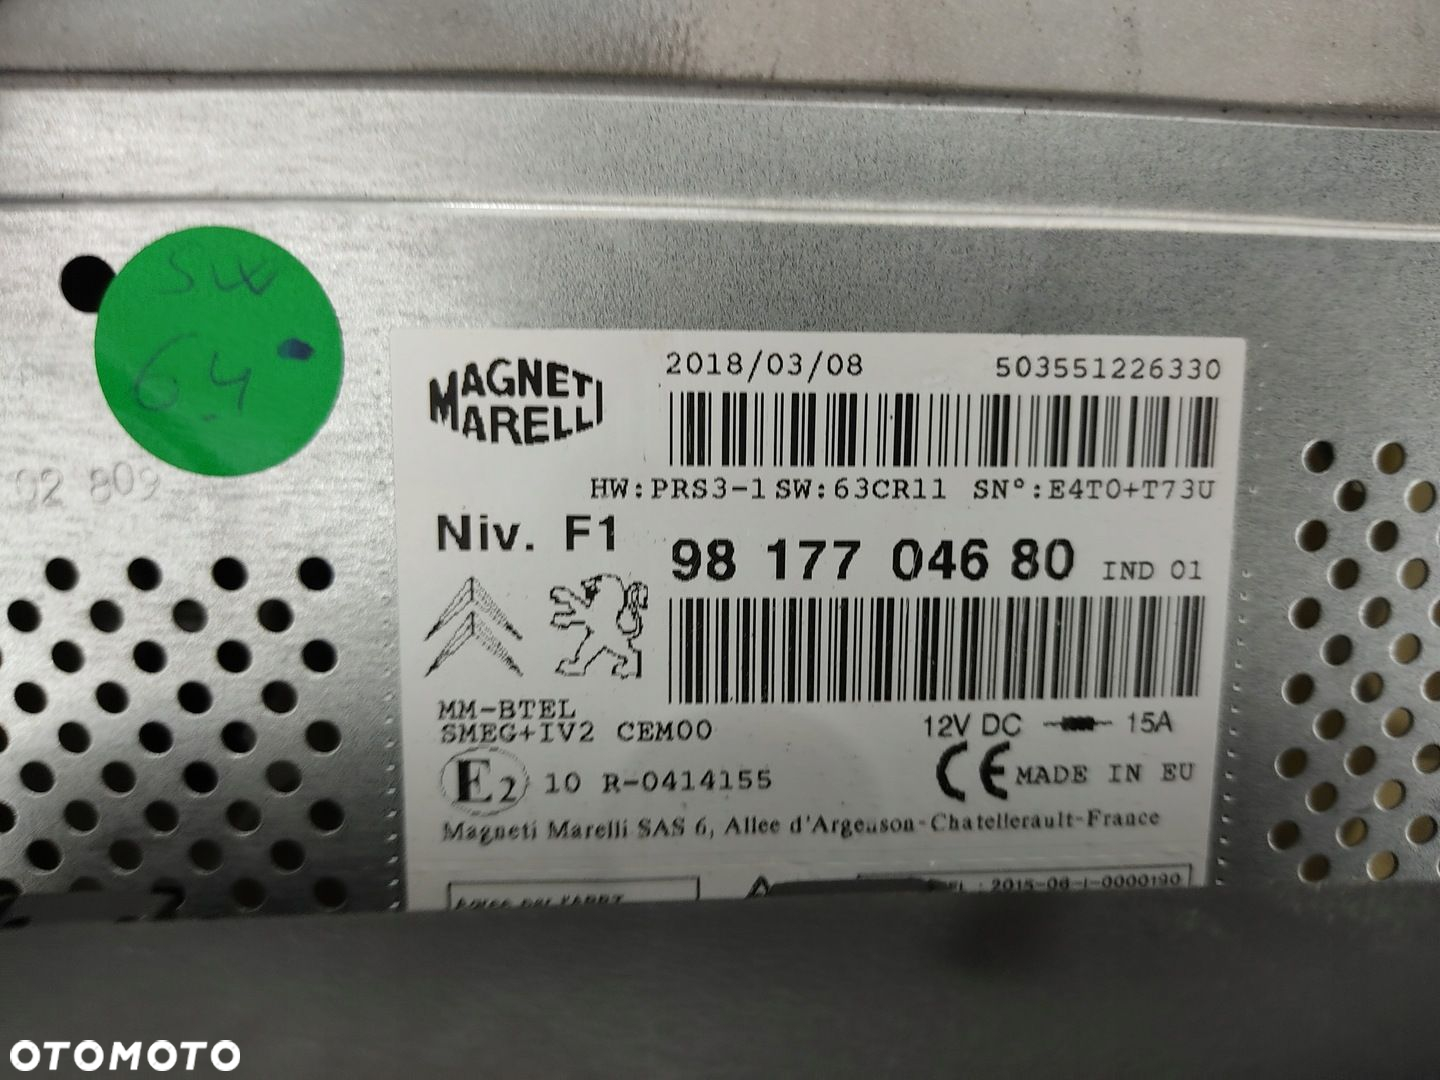 SW
6.4
02 809
MAGNETI
MARELLI
2018/03/08 503551226330
HW:PRS3-1 SW:63CR11 SN°:E4T0+T73U
Niv. F1
98 177 046 80 IND 01
MM-BTEL
SMEG+IV2 CEM00
12V DC 15A
E2 10 R-0414155
CE MADE IN EU
Magneti Marelli SAS 6, Allee d'Argenson-Chatellerault-France
: 2015-06-I-0000190
OTOMOTO